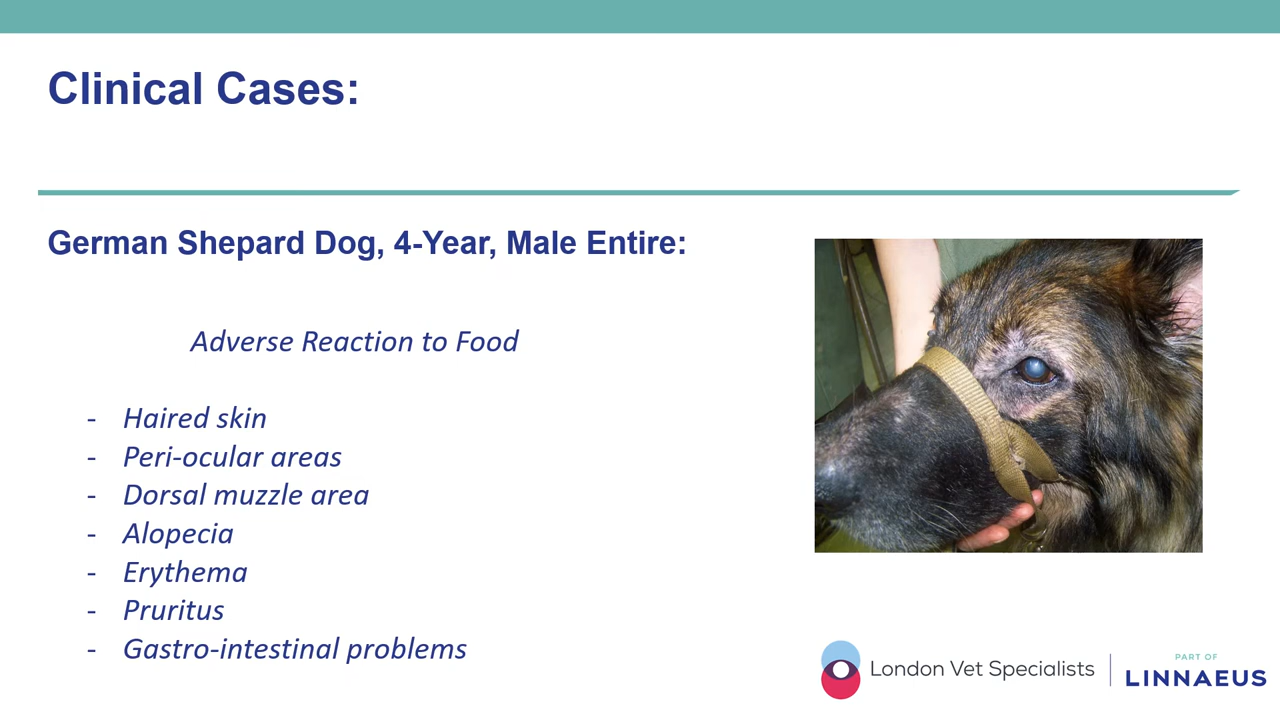 Clinical Cases:
German Shepard Dog, 4-Year, Male Entire:
Adverse Reaction to Food
- Haired skin
- Peri-ocular areas
- Dorsal muzzle area
- Alopecia
- Erythema
- Pruritus
- Gastro-intestinal problems
London Vet Specialists
PART OF
LINNAEUS